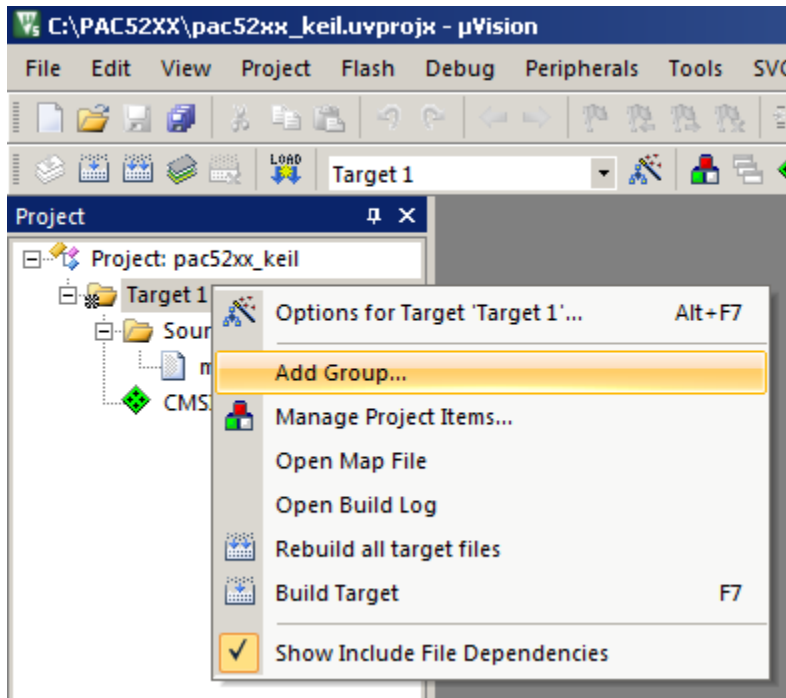 C:\PAC52XX\pac52xx_keil.uvprojx - µVision
File Edit View Project Flash Debug Peripherals Tools
LOAD Target 1
Project
Project: pac52xx_keil
Target 1
Options for Target 'Target 1'... Alt+F7
Add Group...
Manage Project Items...
Open Map File
Open Build Log
Rebuild all target files
Build Target F7
Show Include File Dependencies